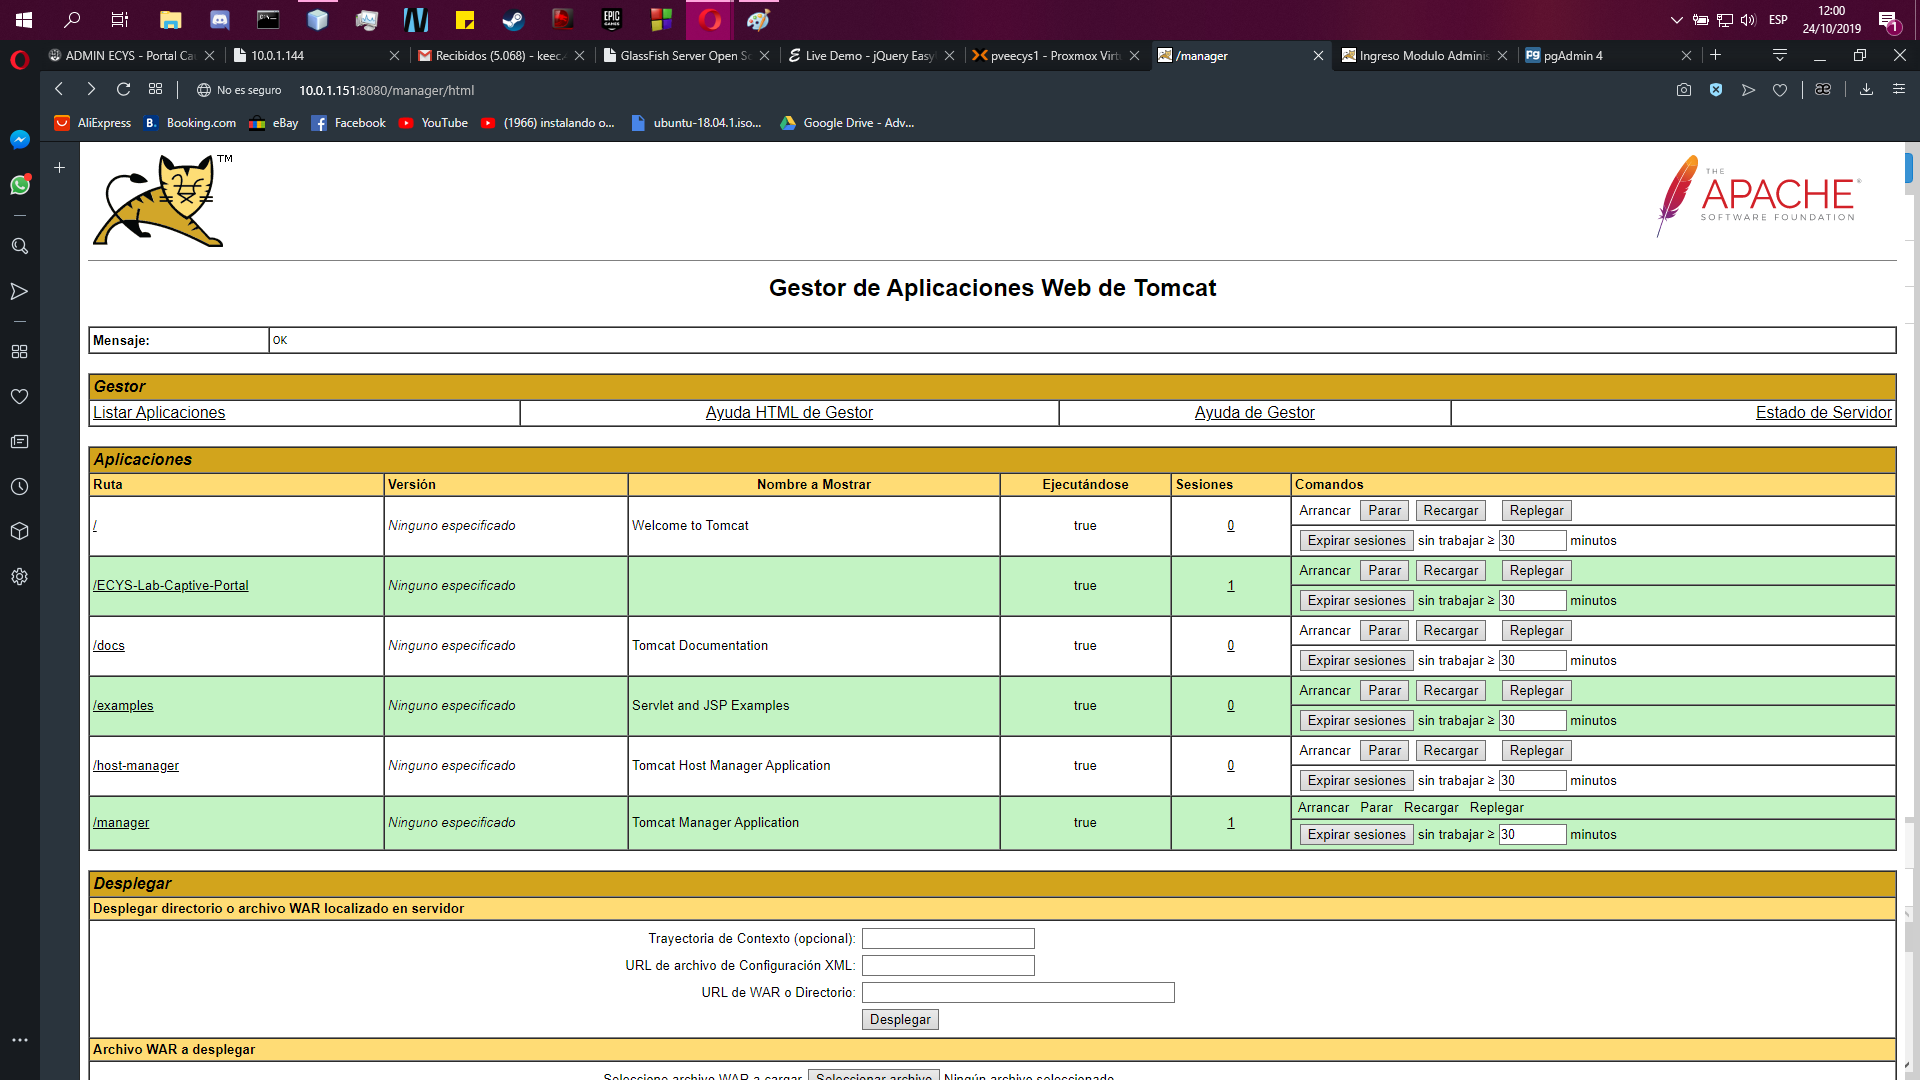 ESP
12:00
24/10/2019
1
ADMIN ECYS - Portal Ca
10.0.1.144
Recibidos (5.068) - keec
GlassFish Server Open Sc
Live Demo - jQuery Easy
pveecys1 - Proxmox Virtu
/manager
Ingreso Modulo Adminis
pgAdmin 4
No es seguro
10.0.1.151:8080/manager/html
AliExpress
Booking.com
eBay
Facebook
YouTube
(1966) instalando o...
ubuntu-18.04.1.iso...
Google Drive - Adv...
TM
THE
APACHE
SOFTWARE FOUNDATION
Gestor de Aplicaciones Web de Tomcat
Mensaje: OK
Gestor
Listar Aplicaciones Ayuda HTML de Gestor Ayuda de Gestor Estado de Servidor
Aplicaciones
Ruta Versión Nombre a Mostrar Ejecutándose Sesiones Comandos
/ Ninguno especificado Welcome to Tomcat true 0 Arrancar Parar Recargar Replegar
Expirar sesiones sin trabajar ≥ 30 minutos
/ECYS-Lab-Captive-Portal Ninguno especificado true 1 Arrancar Parar Recargar Replegar
Expirar sesiones sin trabajar ≥ 30 minutos
/docs Ninguno especificado Tomcat Documentation true 0 Arrancar Parar Recargar Replegar
Expirar sesiones sin trabajar ≥ 30 minutos
/examples Ninguno especificado Servlet and JSP Examples true 0 Arrancar Parar Recargar Replegar
Expirar sesiones sin trabajar ≥ 30 minutos
/host-manager Ninguno especificado Tomcat Host Manager Application true 0 Arrancar Parar Recargar Replegar
Expirar sesiones sin trabajar ≥ 30 minutos
/manager Ninguno especificado Tomcat Manager Application true 1 Arrancar Parar Recargar Replegar
Expirar sesiones sin trabajar ≥ 30 minutos
Desplegar
Desplegar directorio o archivo WAR localizado en servidor
Trayectoria de Contexto (opcional):
URL de archivo de Configuración XML:
URL de WAR o Directorio:
Desplegar
Archivo WAR a desplegar
Seleccione archivo WAR a cargar Seleccionar archivo Ningún archivo seleccionado